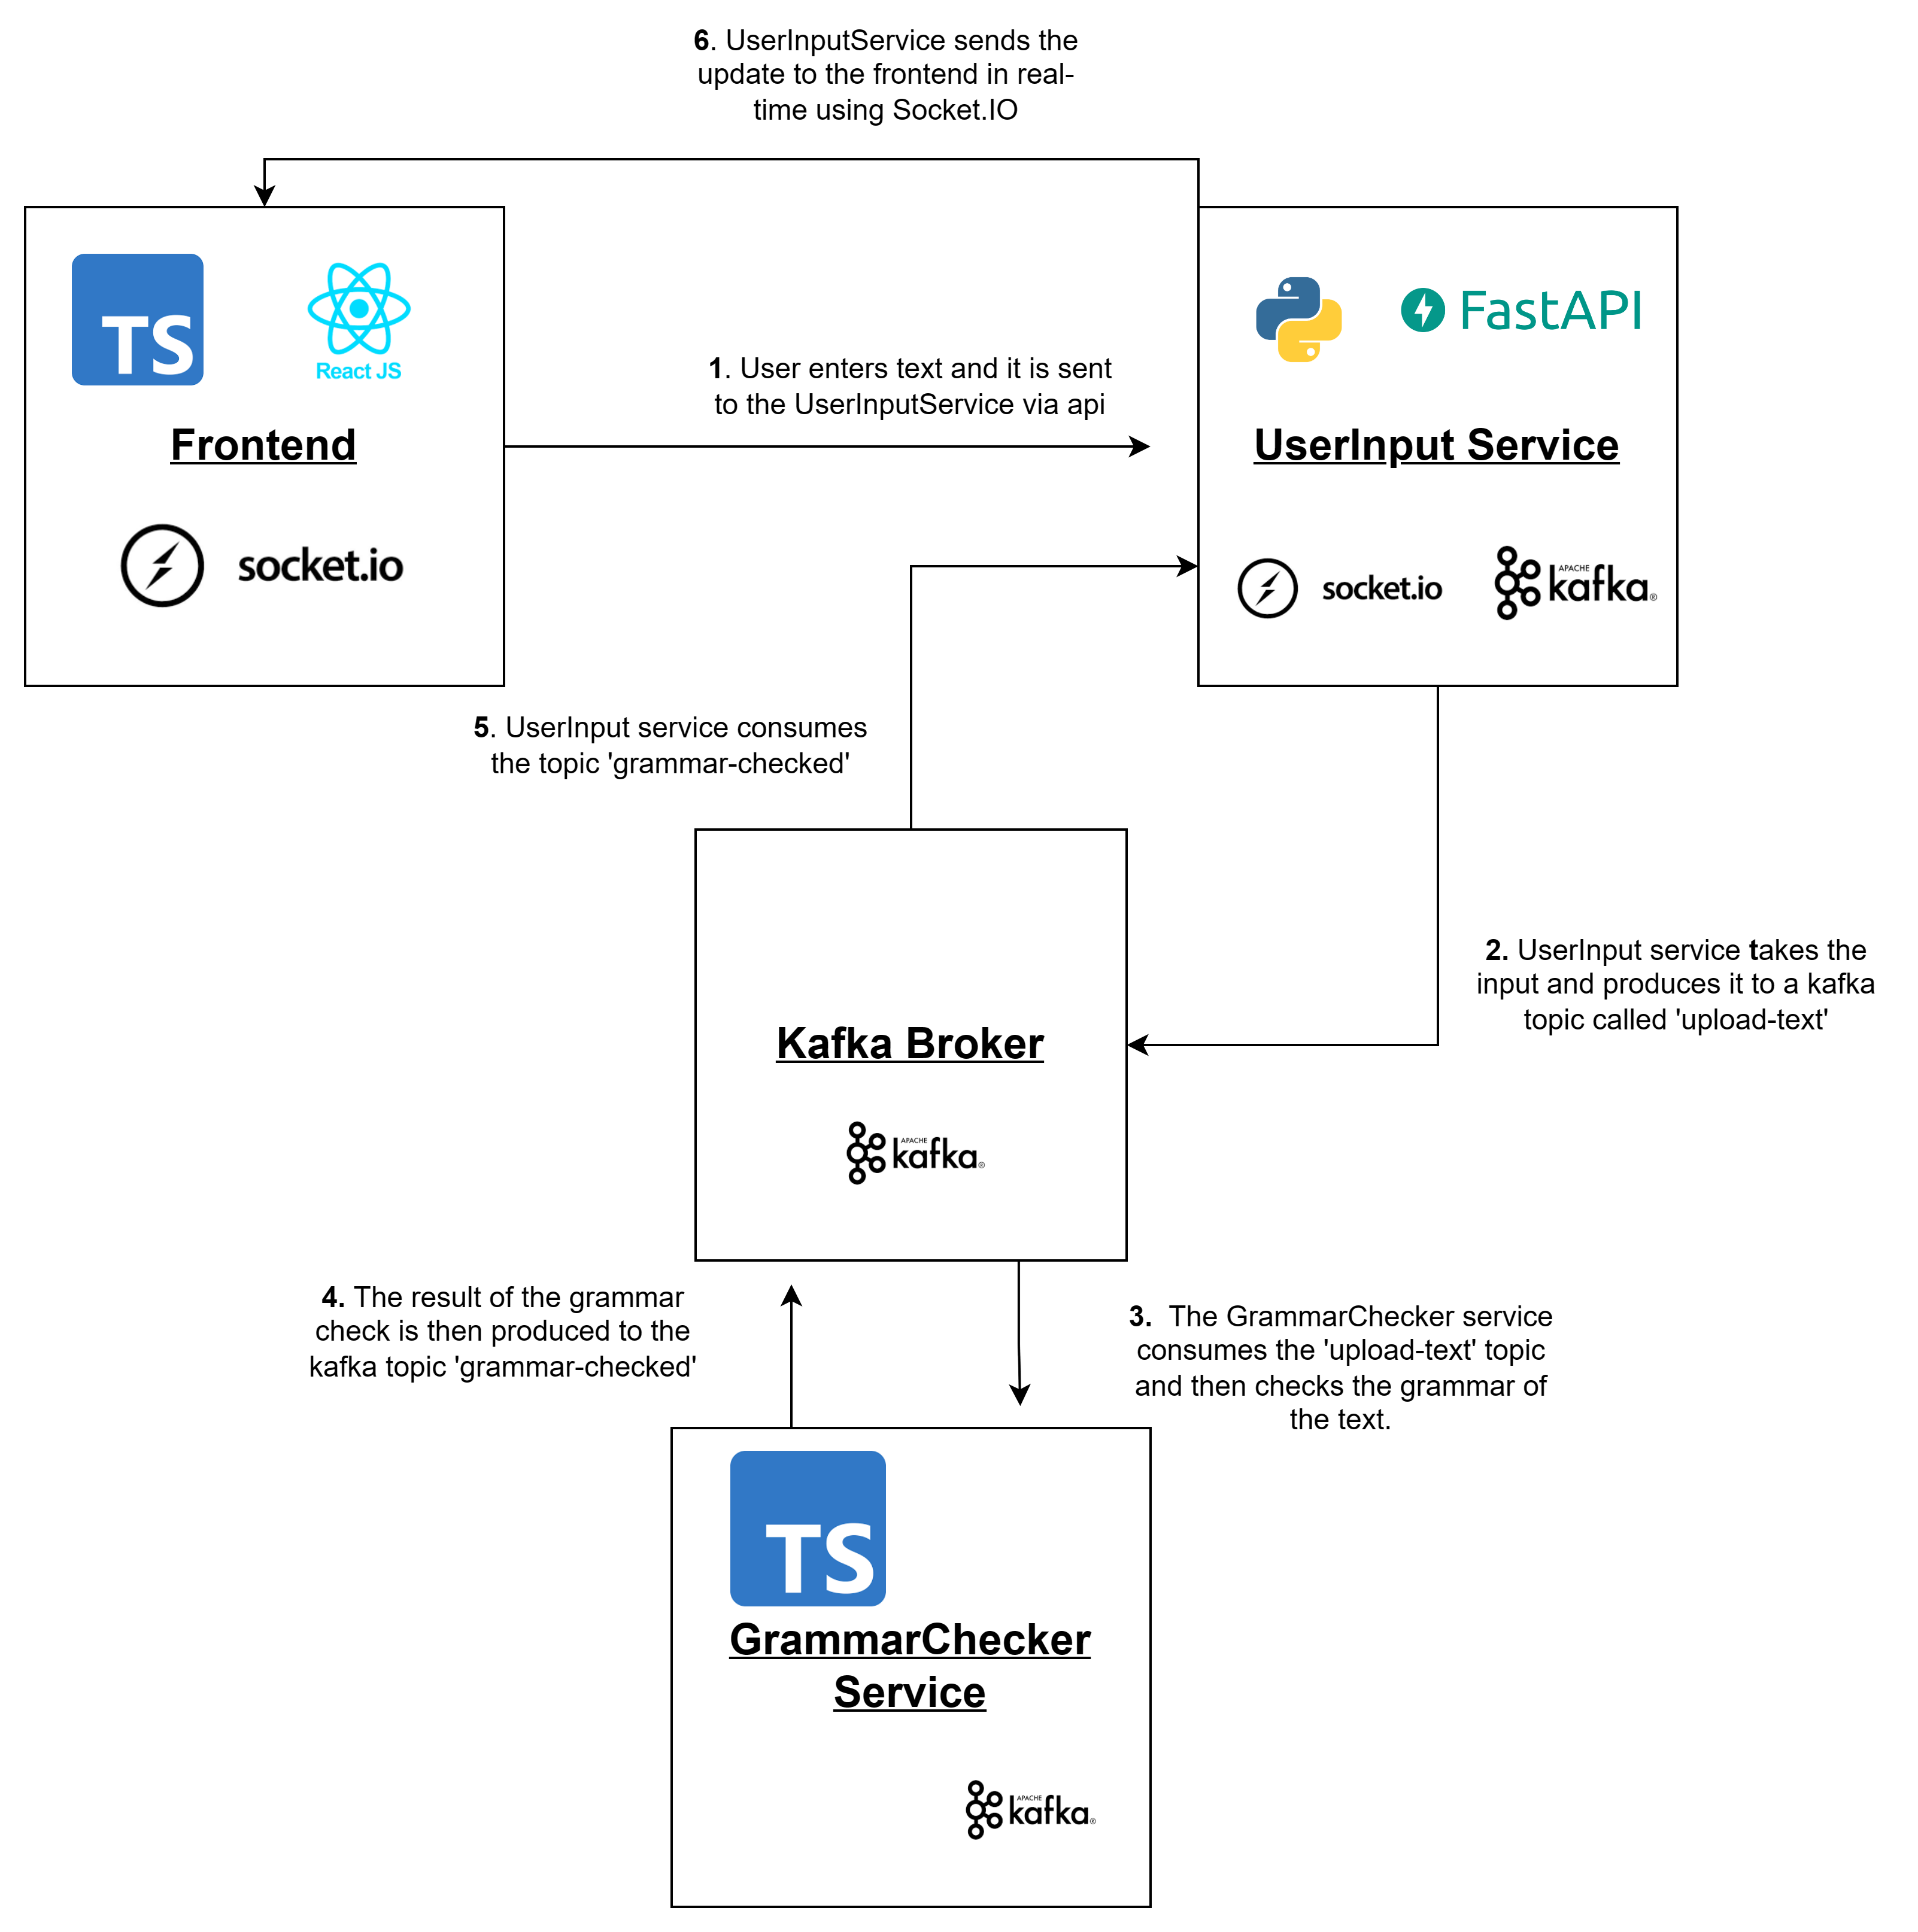 6. UserInputService sends the
update to the frontend in real-
time using Socket.IO
TS
React JS
Frontend
socket.io
1. User enters text and it is sent
to the UserInputService via api
FastAPI
UserInput Service
socket.io
APACHE
kafka®
5. UserInput service consumes
the topic 'grammar-checked'
2. UserInput service takes the
input and produces it to a kafka
topic called 'upload-text'
Kafka Broker
APACHE
kafka®
4. The result of the grammar
check is then produced to the
kafka topic 'grammar-checked'
3. The GrammarChecker service
consumes the 'upload-text' topic
and then checks the grammar of
the text.
TS
GrammarChecker
Service
APACHE
kafka®